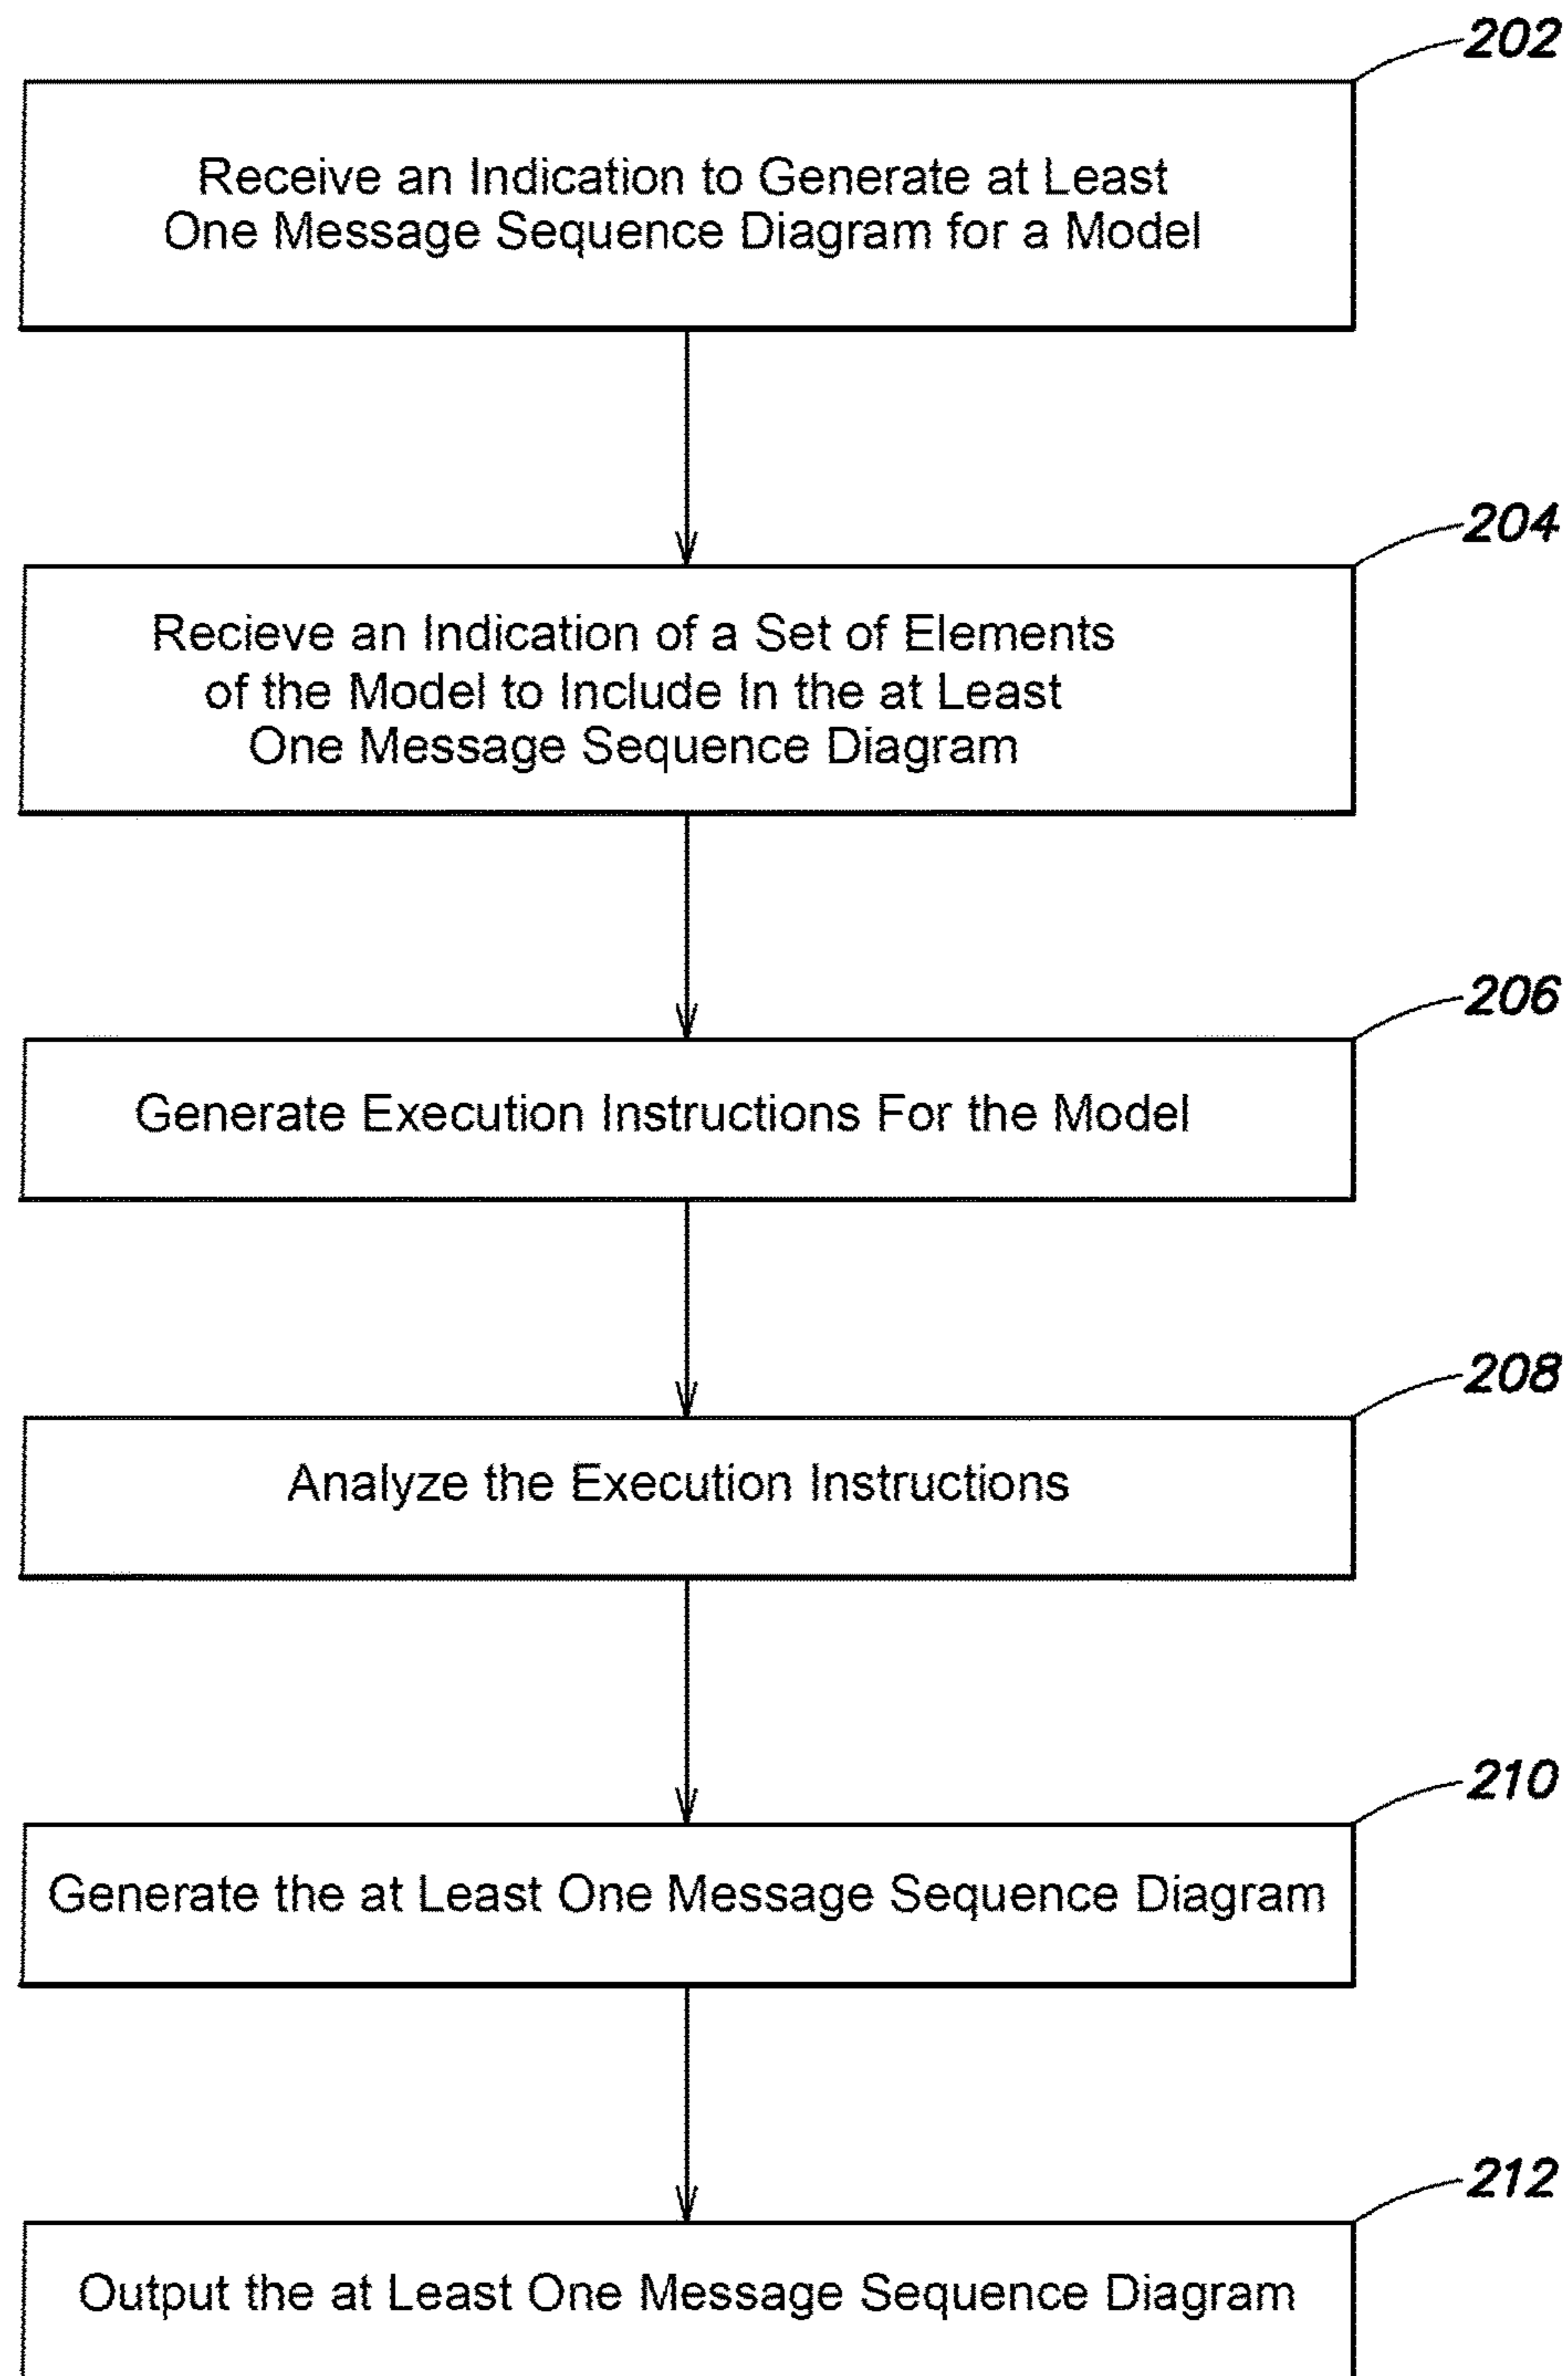 202
Receive an Indication to Generate at Least
One Message Sequence Diagram for a Model
204
Recieve an Indication of a Set of Elements
of the Model to Include In the at Least
One Message Sequence Diagram
206
Generate Execution Instructions For the Model
208
Analyze the Execution Instructions
210
Generate the at Least One Message Sequence Diagram
212
Output the at Least One Message Sequence Diagram